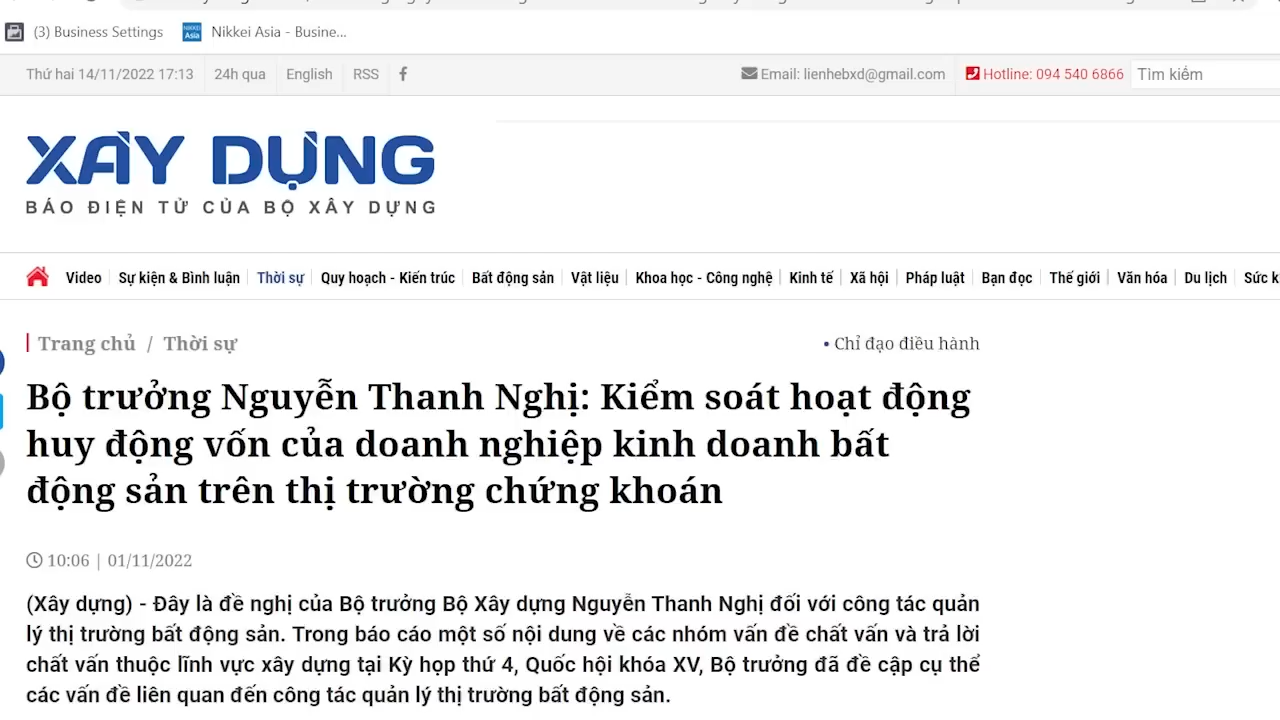 (3) Business Settings
Nikkei Asia - Busine...
Thứ hai 14/11/2022 17:13
24h qua
English
RSS
Email: lienhebxd@gmail.com
Hotline: 094 540 6866
Tìm kiếm
XÂY DỰNG
BÁO ĐIỆN TỬ CỦA BỘ XÂY DỰNG
Video
Sự kiện & Bình luận
Thời sự
Quy hoạch - Kiến trúc
Bất động sản
Vật liệu
Khoa học - Công nghệ
Kinh tế
Xã hội
Pháp luật
Bạn đọc
Thế giới
Văn hóa
Du lịch
Trang chủ / Thời sự
• Chỉ đạo điều hành
Bộ trưởng Nguyễn Thanh Nghị: Kiểm soát hoạt động
huy động vốn của doanh nghiệp kinh doanh bất
động sản trên thị trường chứng khoán
10:06 | 01/11/2022
(Xây dựng) - Đây là đề nghị của Bộ trưởng Bộ Xây dựng Nguyễn Thanh Nghị đối với công tác quản
lý thị trường bất động sản. Trong báo cáo một số nội dung về các nhóm vấn đề chất vấn và trả lời
chất vấn thuộc lĩnh vực xây dựng tại Kỳ họp thứ 4, Quốc hội khóa XV, Bộ trưởng đã đề cập cụ thể
các vấn đề liên quan đến công tác quản lý thị trường bất động sản.